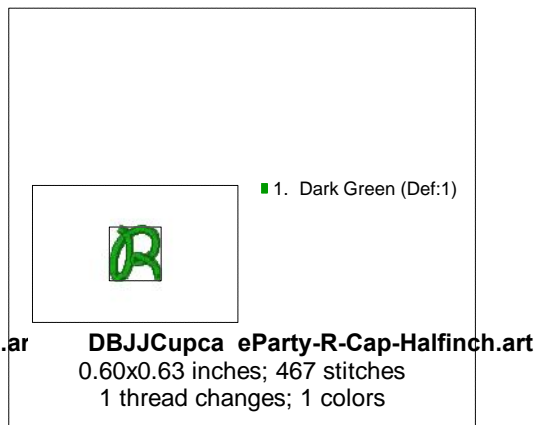 1. Dark Green (Def:1)
R
.ar DBJJCupca eParty-R-Cap-Halfinch.art
0.60x0.63 inches; 467 stitches
1 thread changes; 1 colors